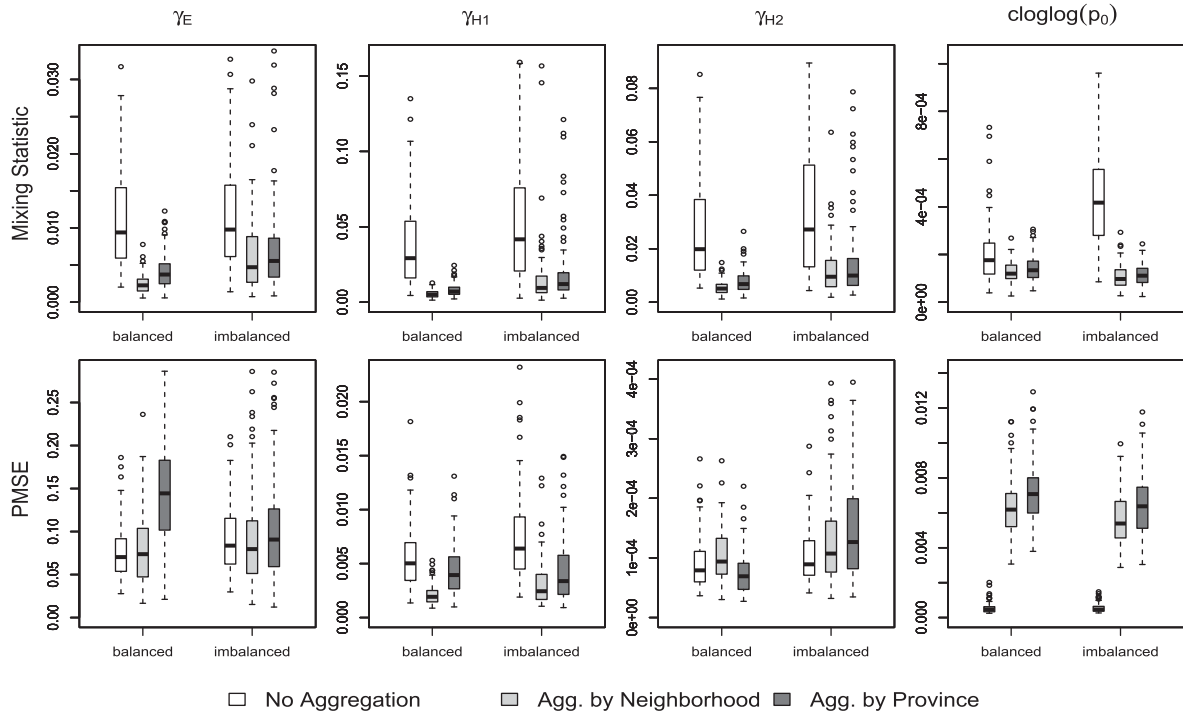 γE γH1 γH2 cloglog(p0)
Mixing Statistic
0.000 0.010 0.020 0.030
0.00 0.05 0.10 0.15
0.00 0.02 0.04 0.06 0.08
0e+00 4e-04 8e-04
balanced imbalanced balanced imbalanced balanced imbalanced balanced imbalanced
PMSE
0.00 0.05 0.10 0.15 0.20 0.25
0.000 0.005 0.010 0.015 0.020
0e+00 1e-04 2e-04 3e-04 4e-04
0.000 0.004 0.008 0.012
balanced imbalanced balanced imbalanced balanced imbalanced balanced imbalanced
No Aggregation Agg. by Neighborhood Agg. by Province